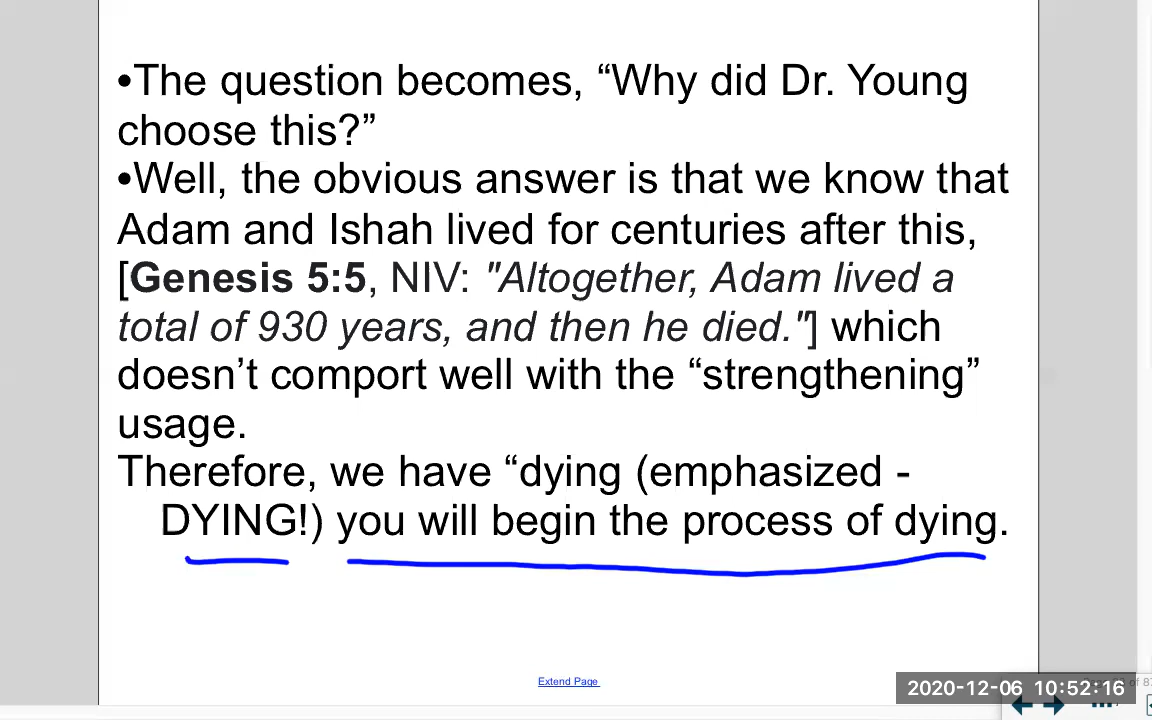 •The question becomes, “Why did Dr. Young
choose this?”
•Well, the obvious answer is that we know that
Adam and Ishah lived for centuries after this,
[Genesis 5:5, NIV: "Altogether, Adam lived a
total of 930 years, and then he died."] which
doesn’t comport well with the “strengthening”
usage.
Therefore, we have “dying (emphasized -
DYING!) you will begin the process of dying.
Extend Page
2020-12-06 10:52:16